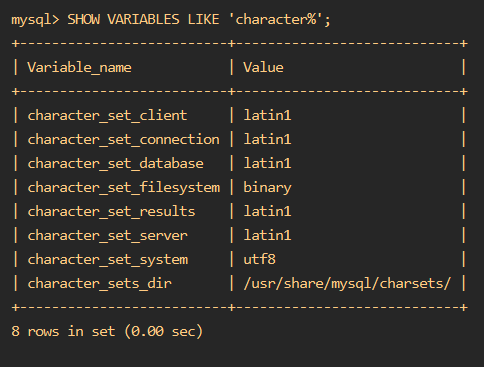 mysql> SHOW VARIABLES LIKE 'character%';
+--------------------------+----------------------------+
| Variable_name            | Value                      |
+--------------------------+----------------------------+
| character_set_client     | latin1                     |
| character_set_connection | latin1                     |
| character_set_database   | latin1                     |
| character_set_filesystem | binary                     |
| character_set_results    | latin1                     |
| character_set_server     | latin1                     |
| character_set_system     | utf8                       |
| character_sets_dir       | /usr/share/mysql/charsets/ |
+--------------------------+----------------------------+
8 rows in set (0.00 sec)